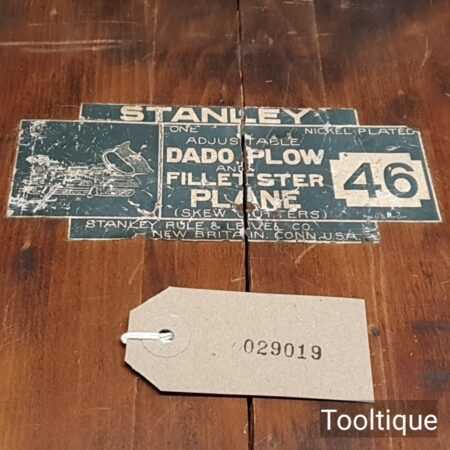 STANLEY
ONE NICKEL PLATED
ADJUSTABLE
DADO, PLOW
AND
FILLETSTER
PLANE
(SKEW CUTTERS)
46
STANLEY RULE & LEVEL CO.
NEW BRITAIN, CONN. U.S.A.
029019
Tooltique